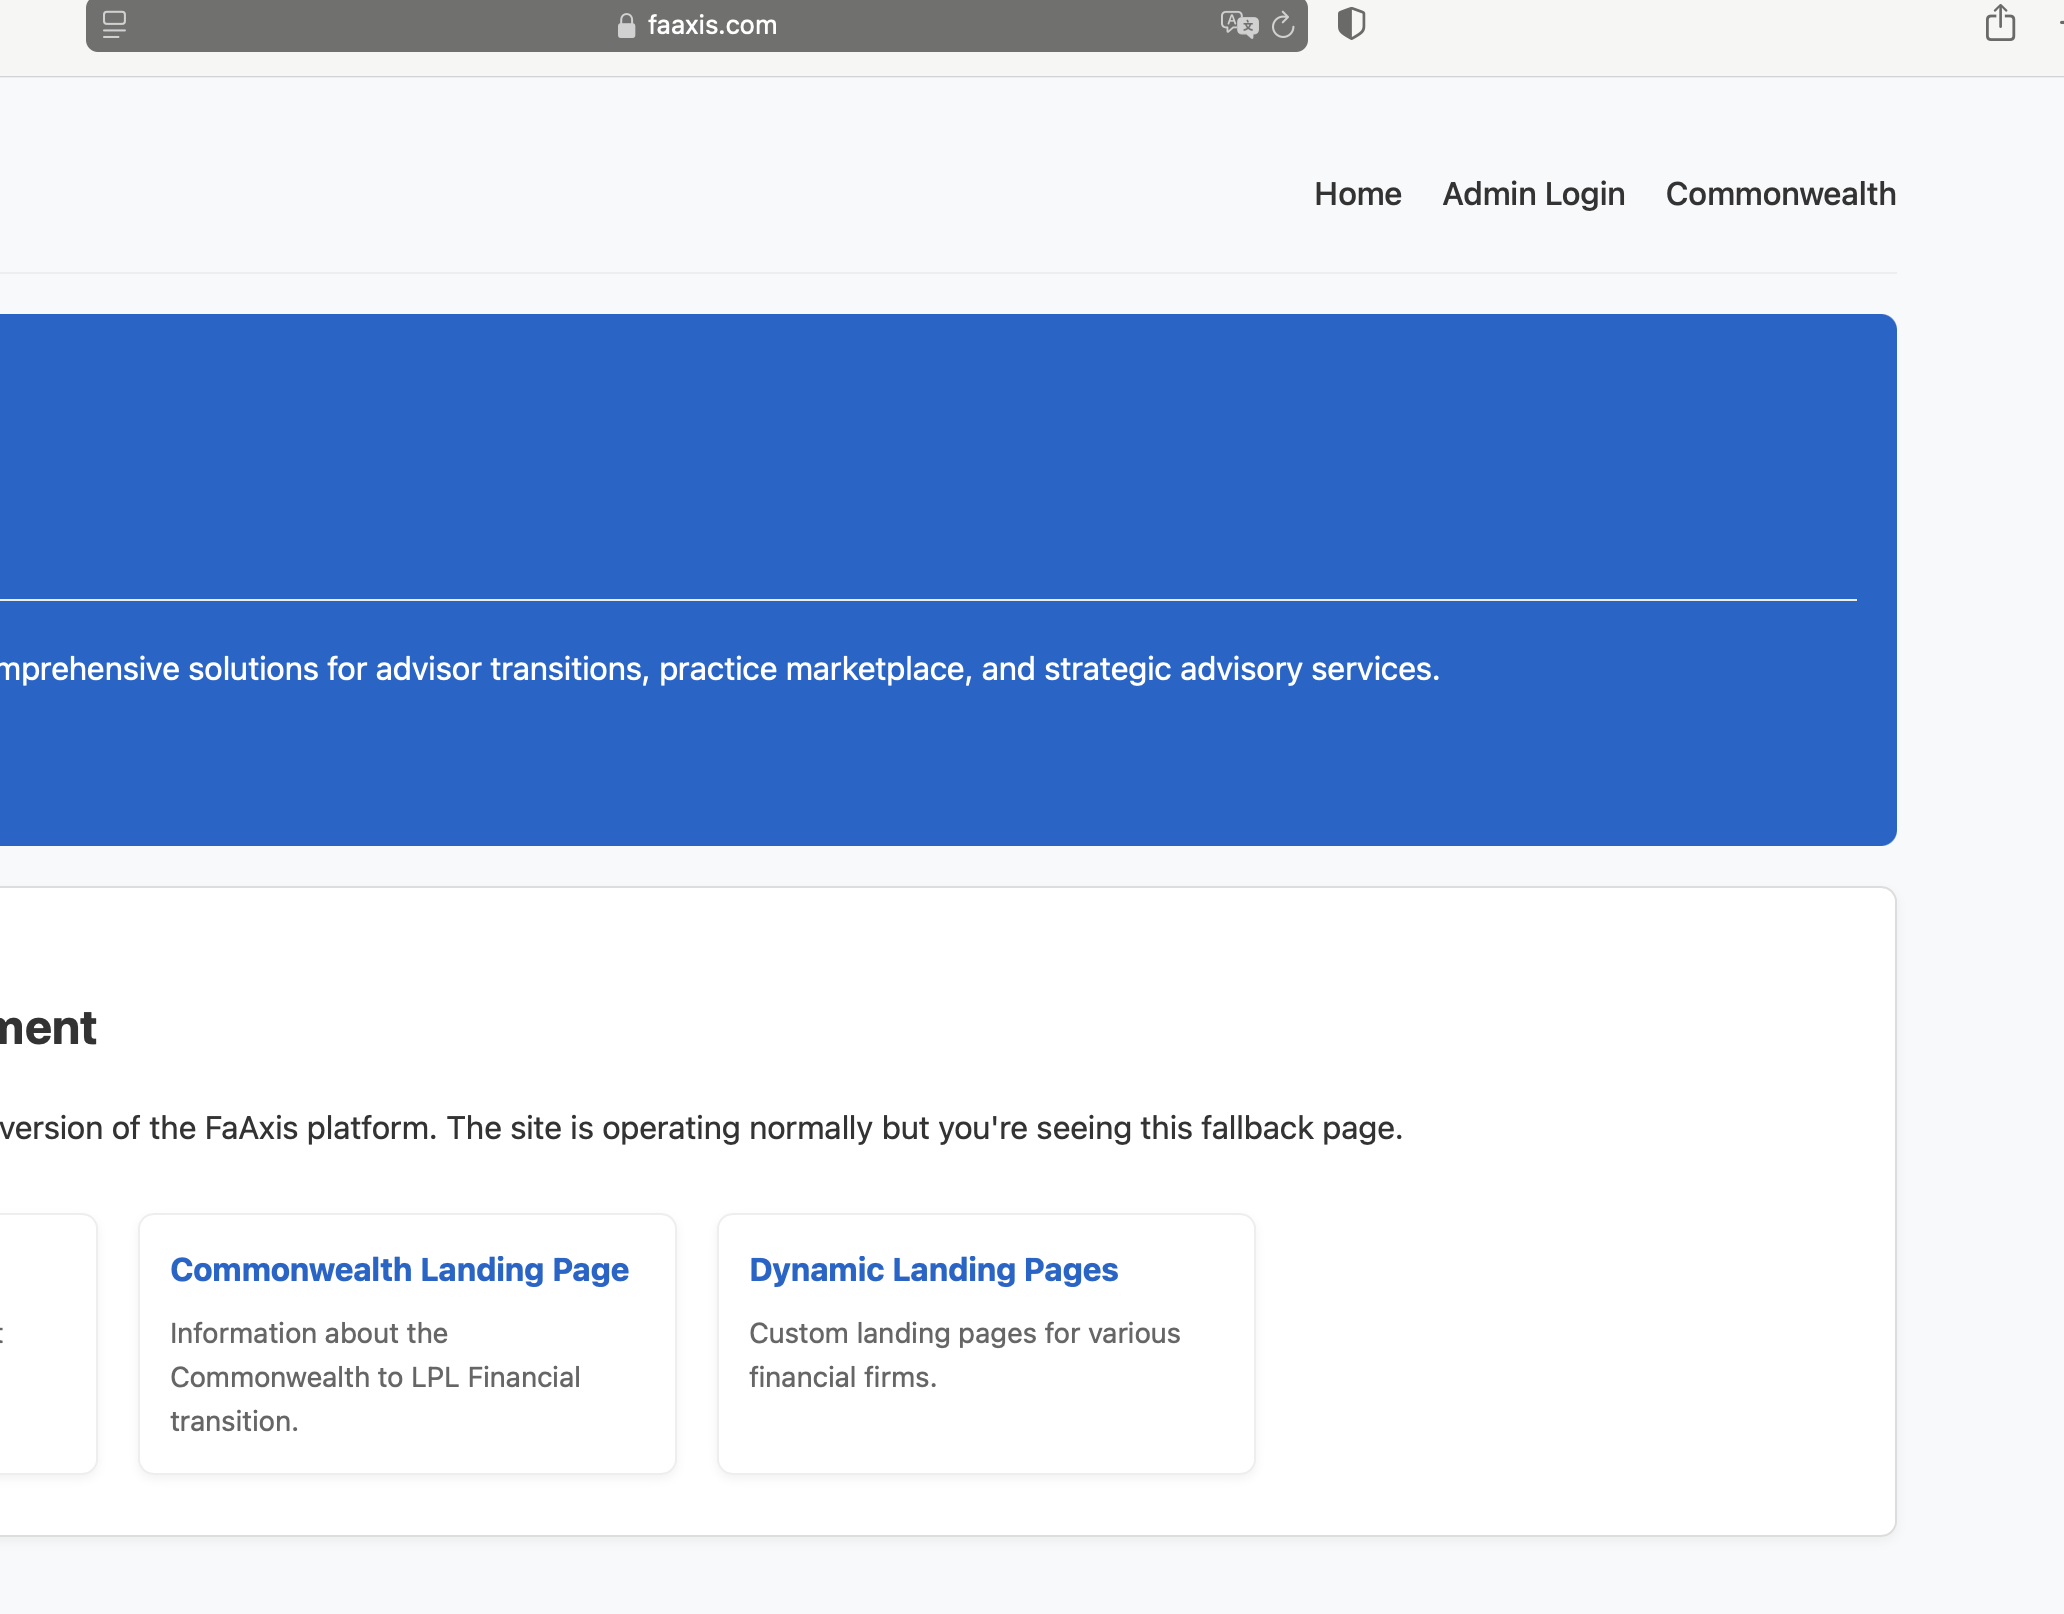 faaxis.com
Home Admin Login Commonwealth
mprehensive solutions for advisor transitions, practice marketplace, and strategic advisory services.
ment
version of the FaAxis platform. The site is operating normally but you're seeing this fallback page.
Commonwealth Landing Page
Information about the
Commonwealth to LPL Financial
transition.
Dynamic Landing Pages
Custom landing pages for various
financial firms.